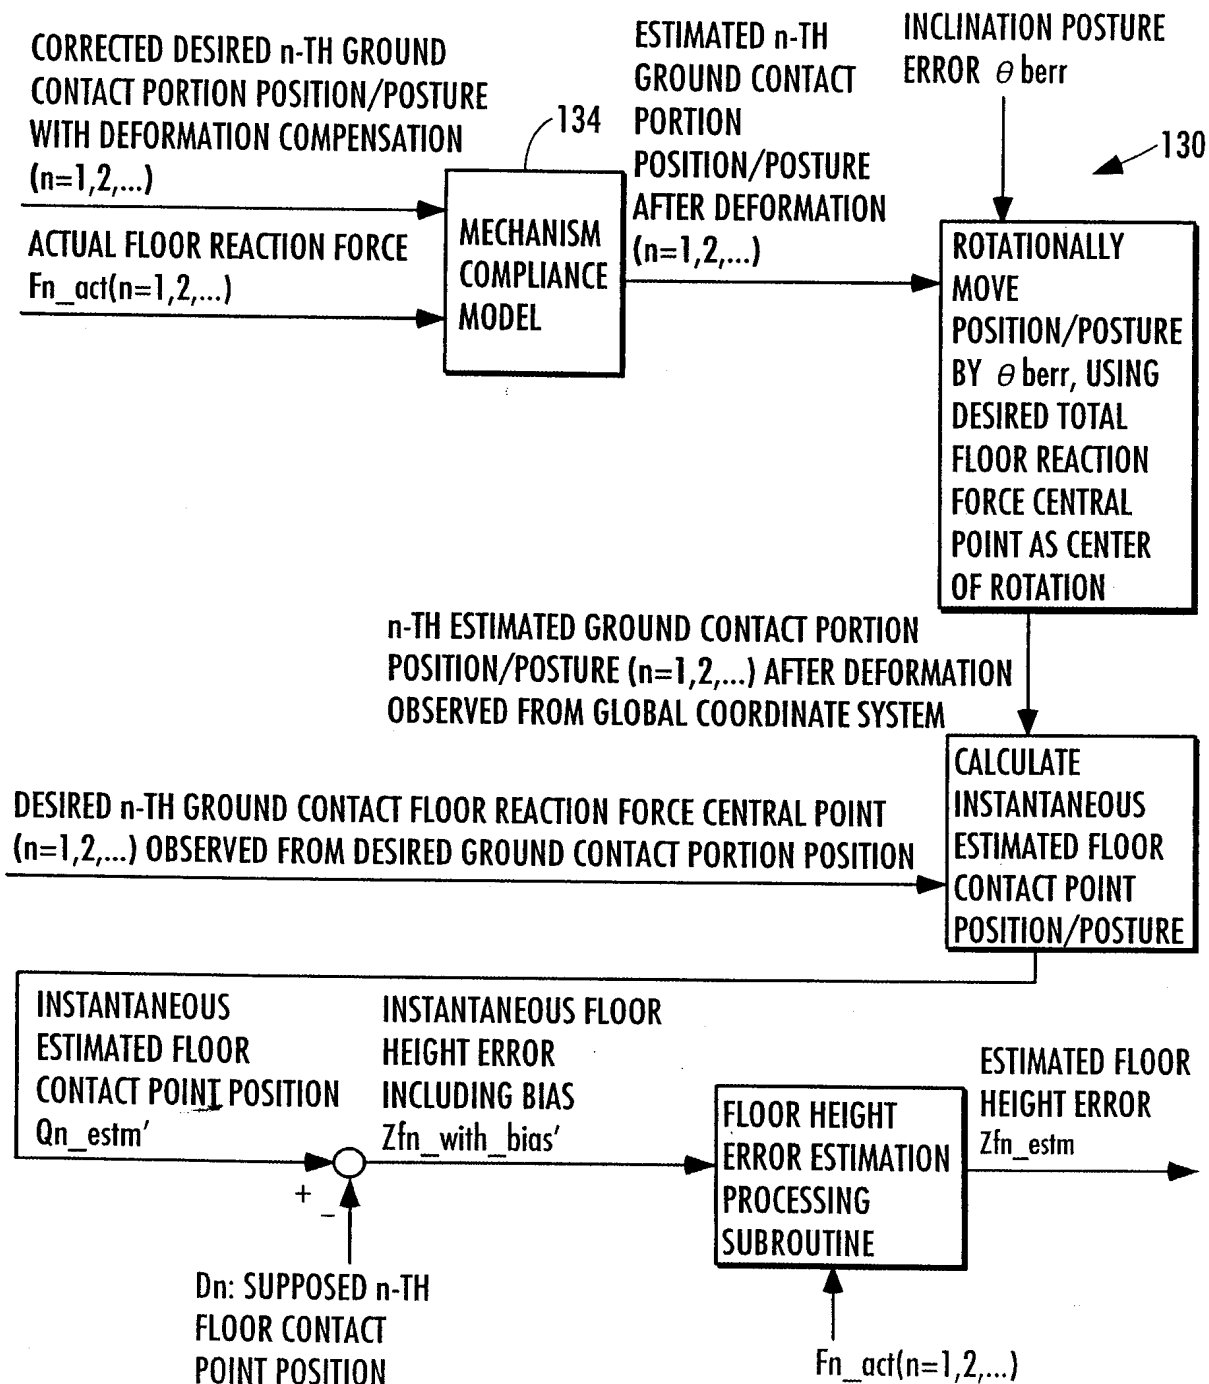 CORRECTED DESIRED n-TH GROUND
CONTACT PORTION POSITION/POSTURE
WITH DEFORMATION COMPENSATION
(n=1,2,...)
ACTUAL FLOOR REACTION FORCE
Fn_act(n=1,2,...)
134
MECHANISM
COMPLIANCE
MODEL
ESTIMATED n-TH
GROUND CONTACT
PORTION
POSITION/POSTURE
AFTER DEFORMATION
(n=1,2,...)
INCLINATION POSTURE
ERROR θ berr
130
ROTATIONALLY
MOVE
POSITION/POSTURE
BY θ berr, USING
DESIRED TOTAL
FLOOR REACTION
FORCE CENTRAL
POINT AS CENTER
OF ROTATION
n-TH ESTIMATED GROUND CONTACT PORTION
POSITION/POSTURE (n=1,2,...) AFTER DEFORMATION
OBSERVED FROM GLOBAL COORDINATE SYSTEM
DESIRED n-TH GROUND CONTACT FLOOR REACTION FORCE CENTRAL POINT
(n=1,2,...) OBSERVED FROM DESIRED GROUND CONTACT PORTION POSITION
CALCULATE
INSTANTANEOUS
ESTIMATED FLOOR
CONTACT POINT
POSITION/POSTURE
INSTANTANEOUS
ESTIMATED FLOOR
CONTACT POINT POSITION
Qn_estm'
+
-
INSTANTANEOUS FLOOR
HEIGHT ERROR
INCLUDING BIAS
Zfn_with_bias'
Dn: SUPPOSED n-TH
FLOOR CONTACT
POINT POSITION
FLOOR HEIGHT
ERROR ESTIMATION
PROCESSING
SUBROUTINE
Fn_act(n=1,2,...)
ESTIMATED FLOOR
HEIGHT ERROR
Zfn_estm